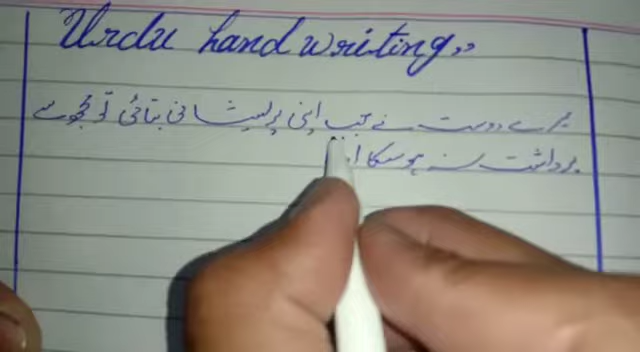 Urdu hand writing,,
میرے دوست نے جب اپنی پریشانی بتائی تو مجھ سے
برداشت نہ ہو سکا ا